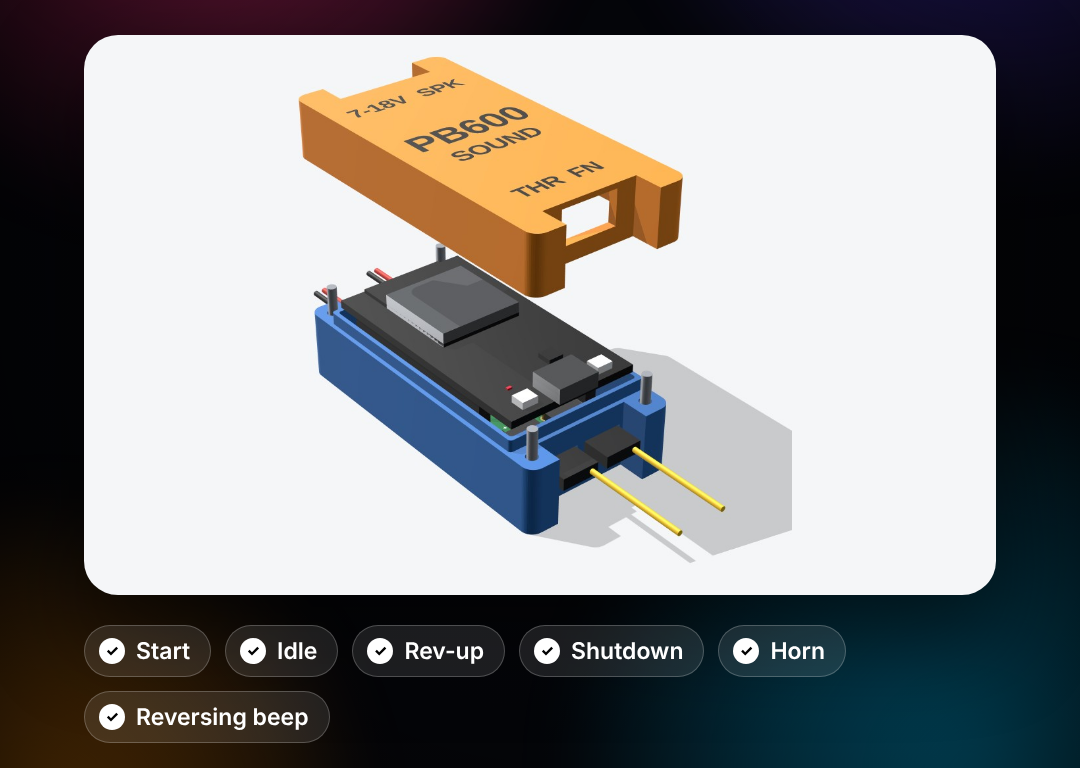 7-18V SPK
PB600
SOUND
THR FN
Start
Idle
Rev-up
Shutdown
Horn
Reversing beep